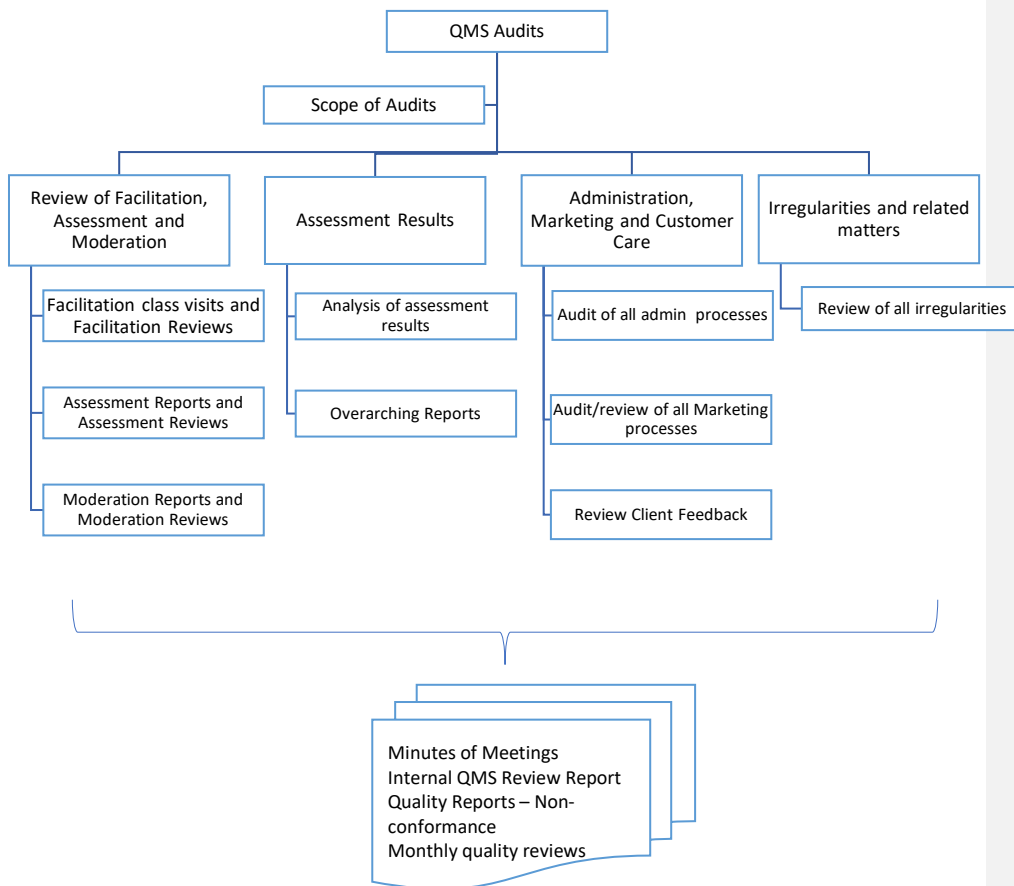 QMS Audits
Scope of Audits
Review of Facilitation,
Assessment and
Moderation
Assessment Results
Administration,
Marketing and Customer
Care
Irregularities and related
matters
Facilitation class visits and
Facilitation Reviews
Analysis of assessment
results
Audit of all admin processes
Review of all irregularities
Assessment Reports and
Assessment Reviews
Overarching Reports
Audit/review of all Marketing
processes
Moderation Reports and
Moderation Reviews
Review Client Feedback
Minutes of Meetings
Internal QMS Review Report
Quality Reports – Non-
conformance
Monthly quality reviews